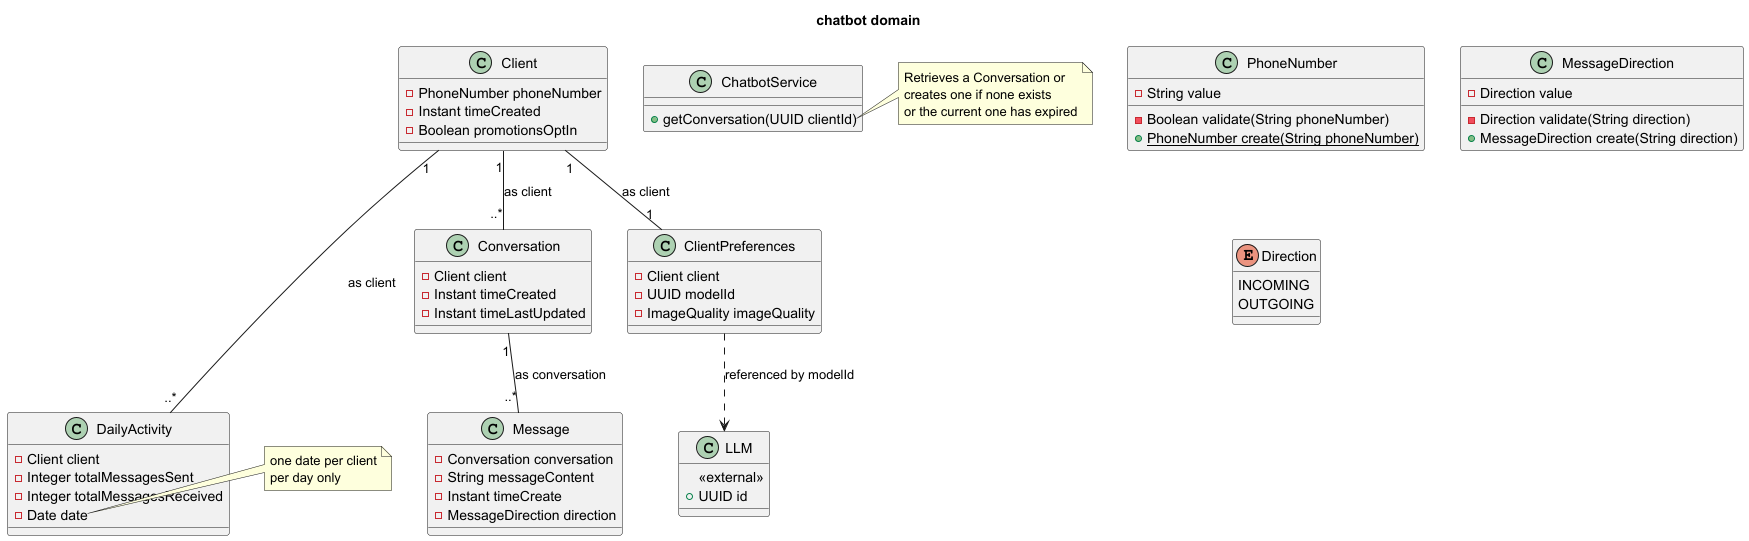 chatbot domain
C Client
PhoneNumber phoneNumber
Instant timeCreated
Boolean promotionsOptIn
C ChatbotService
getConversation(UUID clientId)
Retrieves a Conversation or
creates one if none exists
or the current one has expired
C PhoneNumber
String value
Boolean validate(String phoneNumber)
PhoneNumber create(String phoneNumber)
C MessageDirection
Direction value
Direction validate(String direction)
MessageDirection create(String direction)
1
1
1
as client
as client
..*
1
C Conversation
Client client
Instant timeCreated
Instant timeLastUpdated
C ClientPreferences
Client client
UUID modelId
ImageQuality imageQuality
E Direction
INCOMING
OUTGOING
as client
1
as conversation
referenced by modelId
..*
..*
C DailyActivity
Client client
Integer totalMessagesSent
Integer totalMessagesReceived
Date date
one date per client
per day only
C Message
Conversation conversation
String messageContent
Instant timeCreate
MessageDirection direction
C LLM
«external»
UUID id